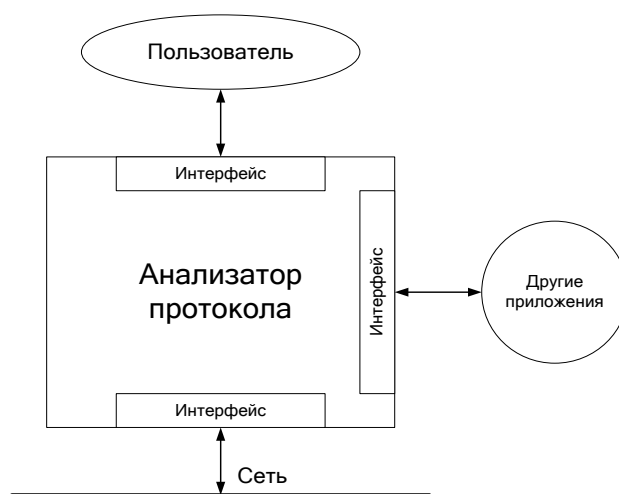 Пользователь
Интерфейс
Анализатор
протокола
Интерфейс
Другие
приложения
Интерфейс
Сеть